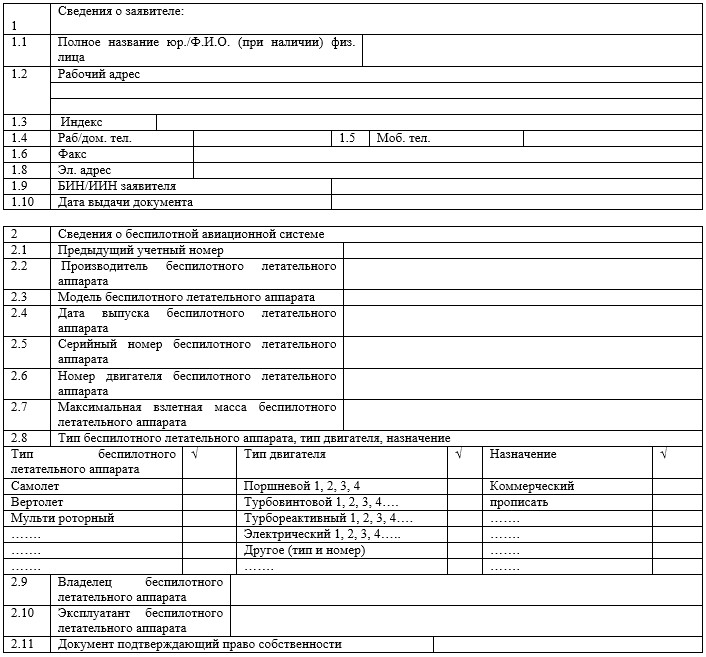 1 Сведения о заявителе:
1.1 Полное название юр./Ф.И.О. (при наличии) физ.
лица
1.2 Рабочий адрес
1.3 Индекс
1.4 Раб/дом. тел. 1.5 Моб. тел.
1.6 Факс
1.8 Эл. адрес
1.9 БИН/ИИН заявителя
1.10 Дата выдачи документа
2 Сведения о беспилотной авиационной системе
2.1 Предыдущий учетный номер
2.2 Производитель беспилотного летательного
аппарата
2.3 Модель беспилотного летательного аппарата
2.4 Дата выпуска беспилотного летательного
аппарата
2.5 Серийный номер беспилотного летательного
аппарата
2.6 Номер двигателя беспилотного летательного
аппарата
2.7 Максимальная взлетная масса беспилотного
летательного аппарата
2.8 Тип беспилотного летательного аппарата, тип двигателя, назначение
Тип беспилотного √ Тип двигателя √ Назначение √
летательного аппарата
Самолет Поршневой 1, 2, 3, 4 Коммерческий
Вертолет Турбовинтовой 1, 2, 3, 4…. прописать
Мульти роторный Турбореактивный 1, 2, 3, 4…. …….
……. Электрический 1, 2, 3, 4….. …….
……. Другое (тип и номер) …….
……. ……. …….
2.9 Владелец беспилотного
летательного аппарата
2.10 Эксплуатант беспилотного
летательного аппарата
2.11 Документ подтверждающий право собственности